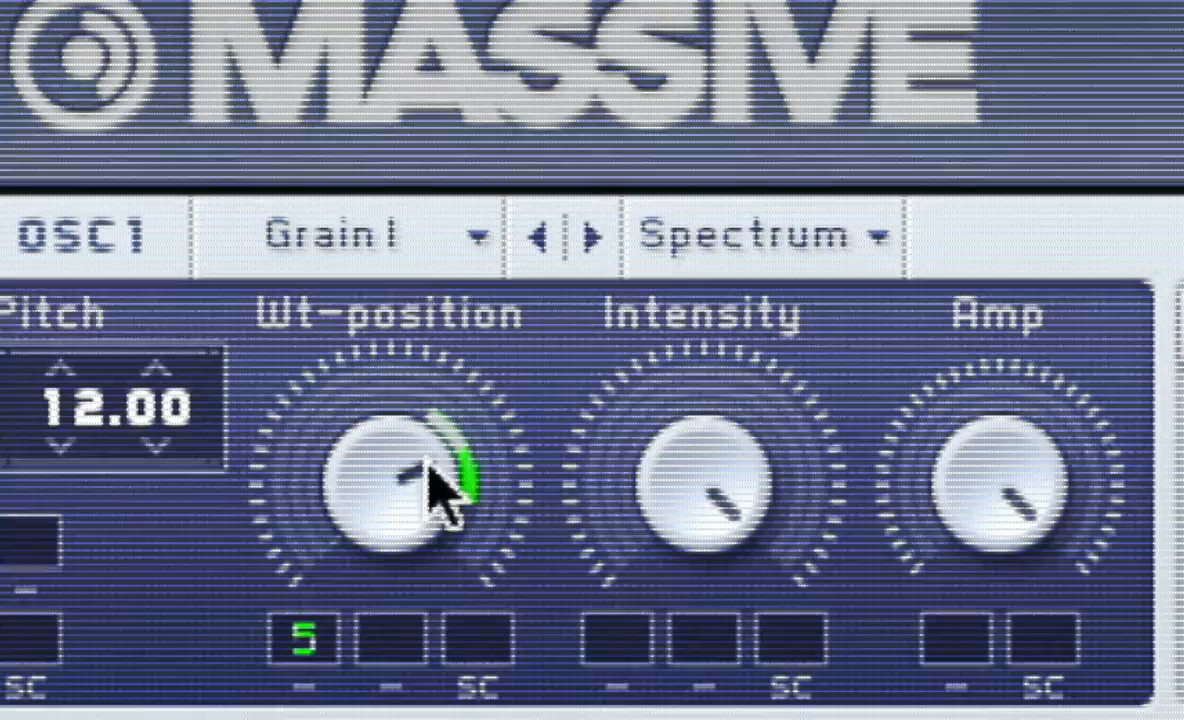 MASSIVE
OSC1 Grain I Spectrum
Pitch Wt-position Intensity Amp
12.00
5
- - - SC - - SC - SC
SC